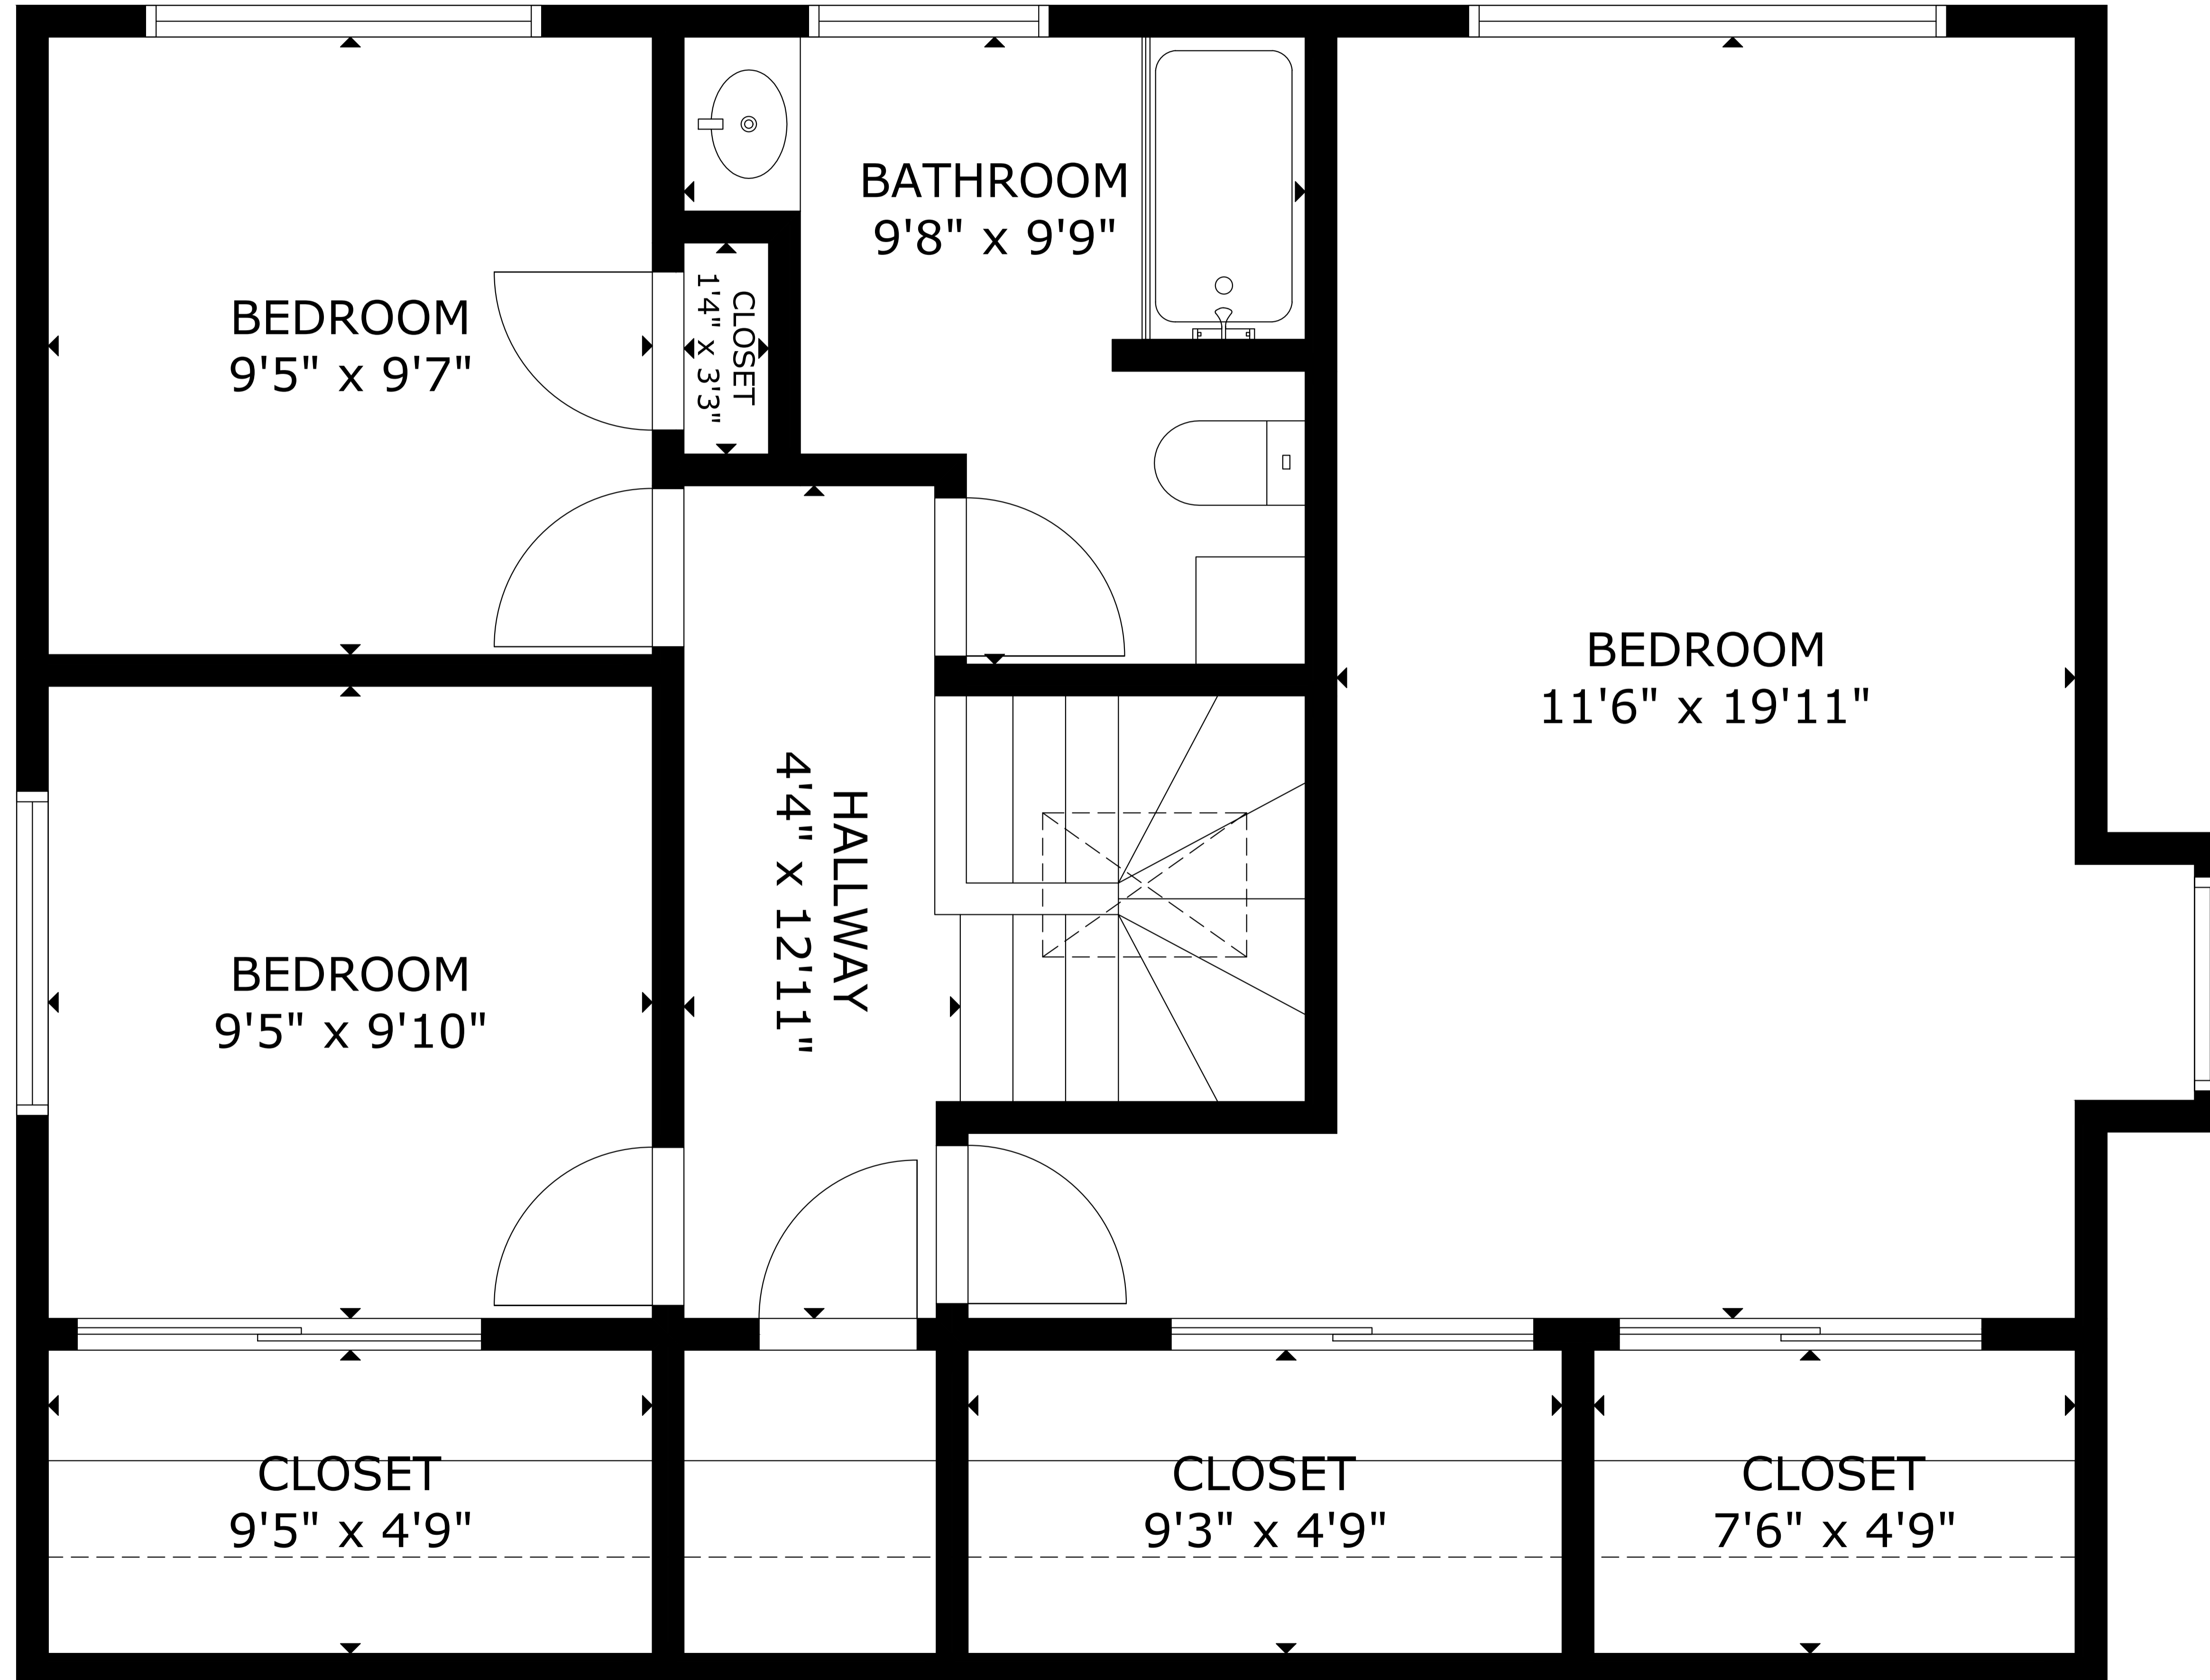 BATHROOM
9'8" x 9'9"
BEDROOM
9'5" x 9'7"
CLOSET
1'4" x 3'3"
BEDROOM
11'6" x 19'11"
HALLWAY
4'4" x 12'11"
BEDROOM
9'5" x 9'10"
CLOSET
9'5" x 4'9"
CLOSET
9'3" x 4'9"
CLOSET
7'6" x 4'9"